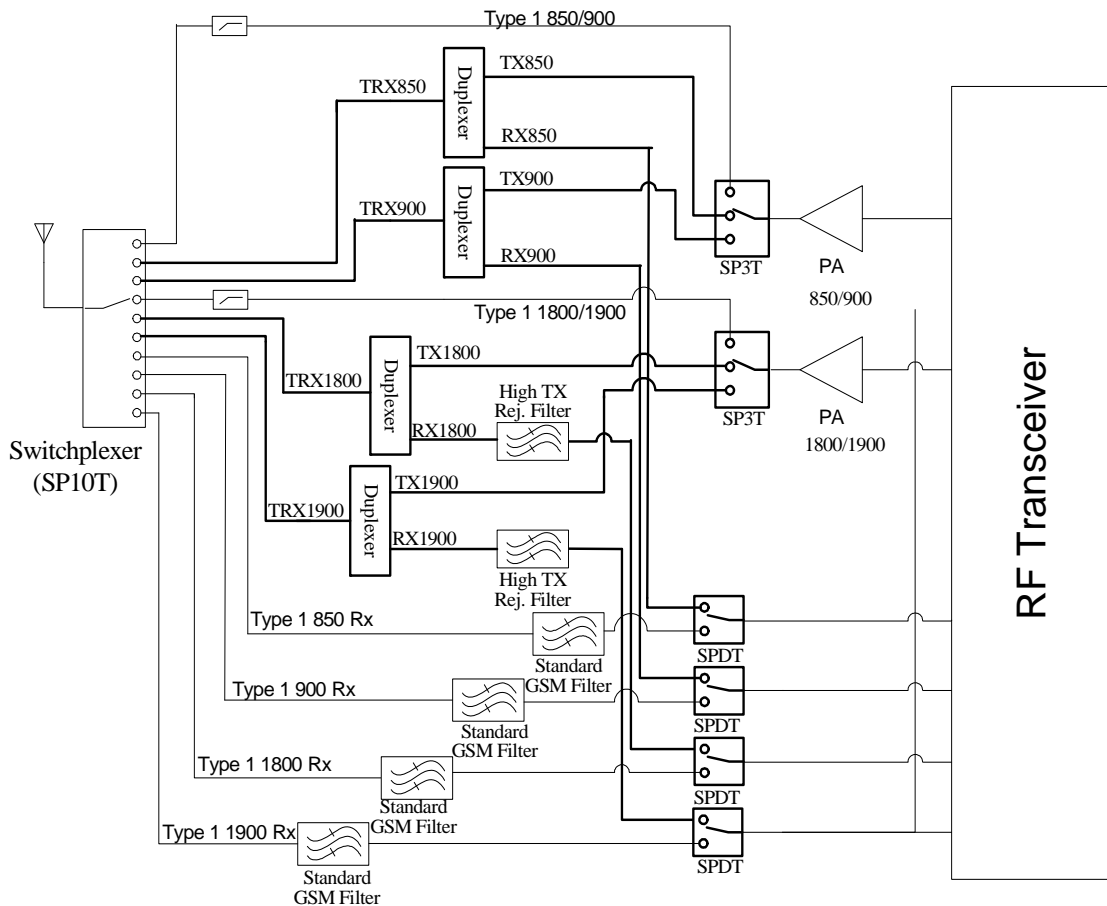 Type 1 850/900
TX850
TRX850
Duplexer
RX850
TX900
TRX900
Duplexer
RX900
SP3T
PA
850/900
Type 1 1800/1900
TX1800
TRX1800
Duplexer
High TX
Rej. Filter
RX1800
SP3T
PA
1800/1900
Switchplexer
(SP10T)
TX1900
TRX1900
Duplexer
RX1900
High TX
Rej. Filter
RF Transceiver
Type 1 850 Rx
Standard
GSM Filter
SPDT
Type 1 900 Rx
Standard
GSM Filter
SPDT
Type 1 1800 Rx
Standard
GSM Filter
SPDT
Type 1 1900 Rx
Standard
GSM Filter
SPDT